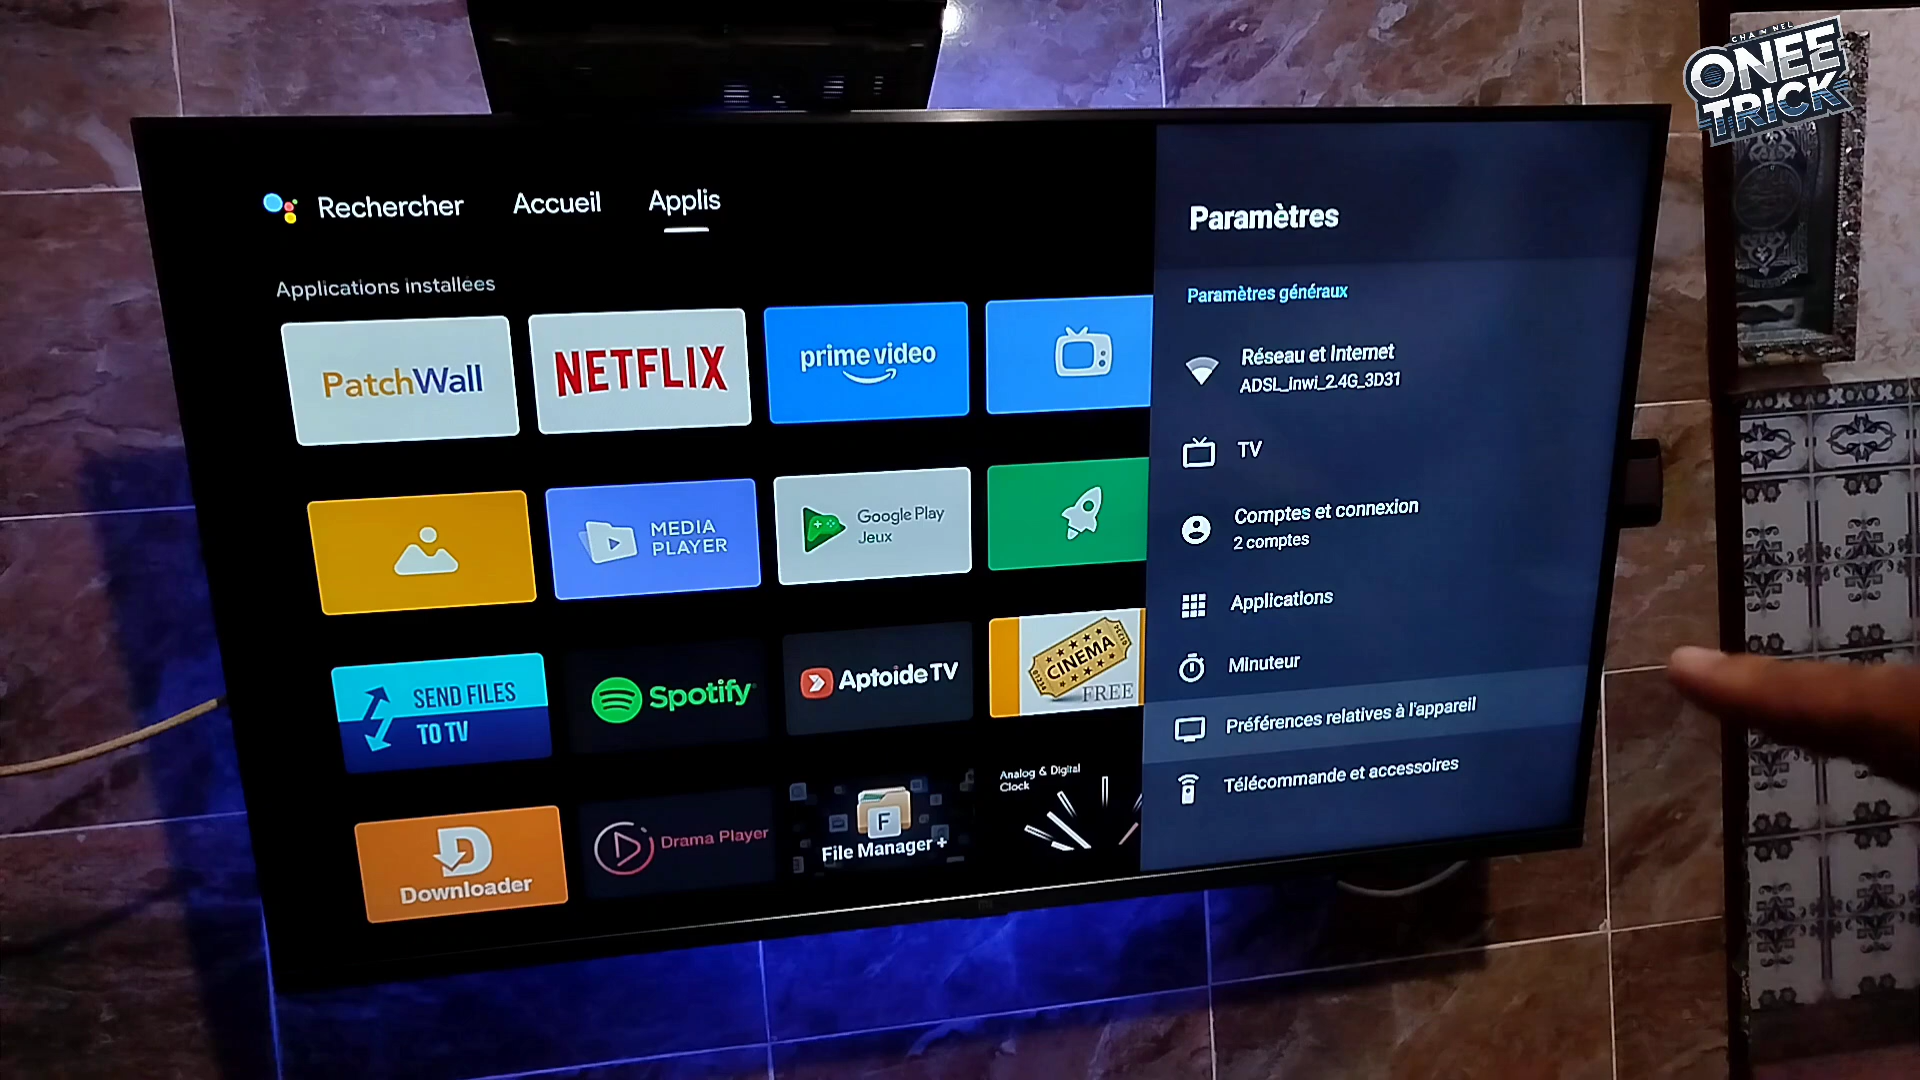 CHANNEL
ONEE
TRICK
Rechercher
Accueil
Applis
Applications installées
PatchWall
NETFLIX
prime video
MEDIA
PLAYER
Google Play
Jeux
SEND FILES
TO TV
Spotify
Aptoide TV
CINEMA
FREE
Downloader
Drama Player
F
File Manager +
Analog & Digital
Clock
Paramètres
Paramètres généraux
Réseau et Internet
ADSL_inwi_2.4G_3D31
TV
Comptes et connexion
2 comptes
Applications
Minuteur
Préférences relatives à l'appareil
Télécommande et accessoires